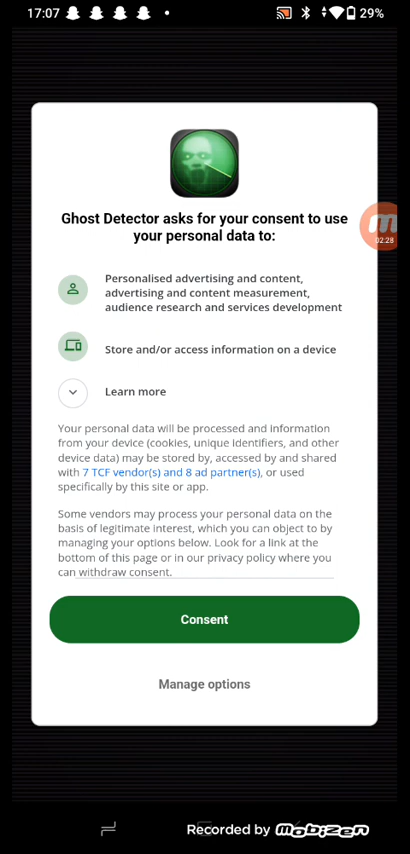 17:07
29%
Ghost Detector asks for your consent to use
your personal data to:
02:28
Personalised advertising and content,
advertising and content measurement,
audience research and services development
Store and/or access information on a device
Learn more
Your personal data will be processed and information
from your device (cookies, unique identifiers, and other
device data) may be stored by, accessed by and shared
with 7 TCF vendor(s) and 8 ad partner(s), or used
specifically by this site or app.
Some vendors may process your personal data on the
basis of legitimate interest, which you can object to by
managing your options below. Look for a link at the
bottom of this page or in our privacy policy where you
can withdraw consent.
Consent
Manage options
Recorded by mobizen